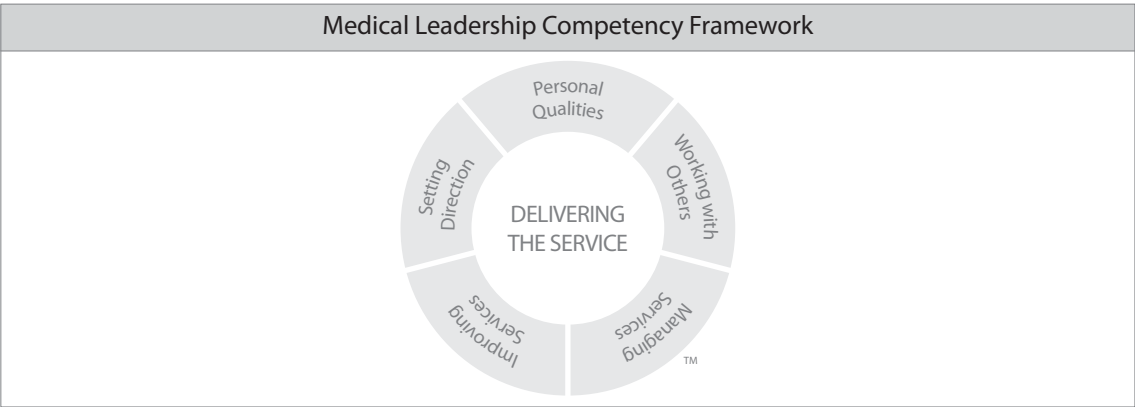 Medical Leadership Competency Framework
Personal
Qualities
Working with
Others
Managing
Services
TM
Improving
Services
Setting
Direction
DELIVERING
THE SERVICE